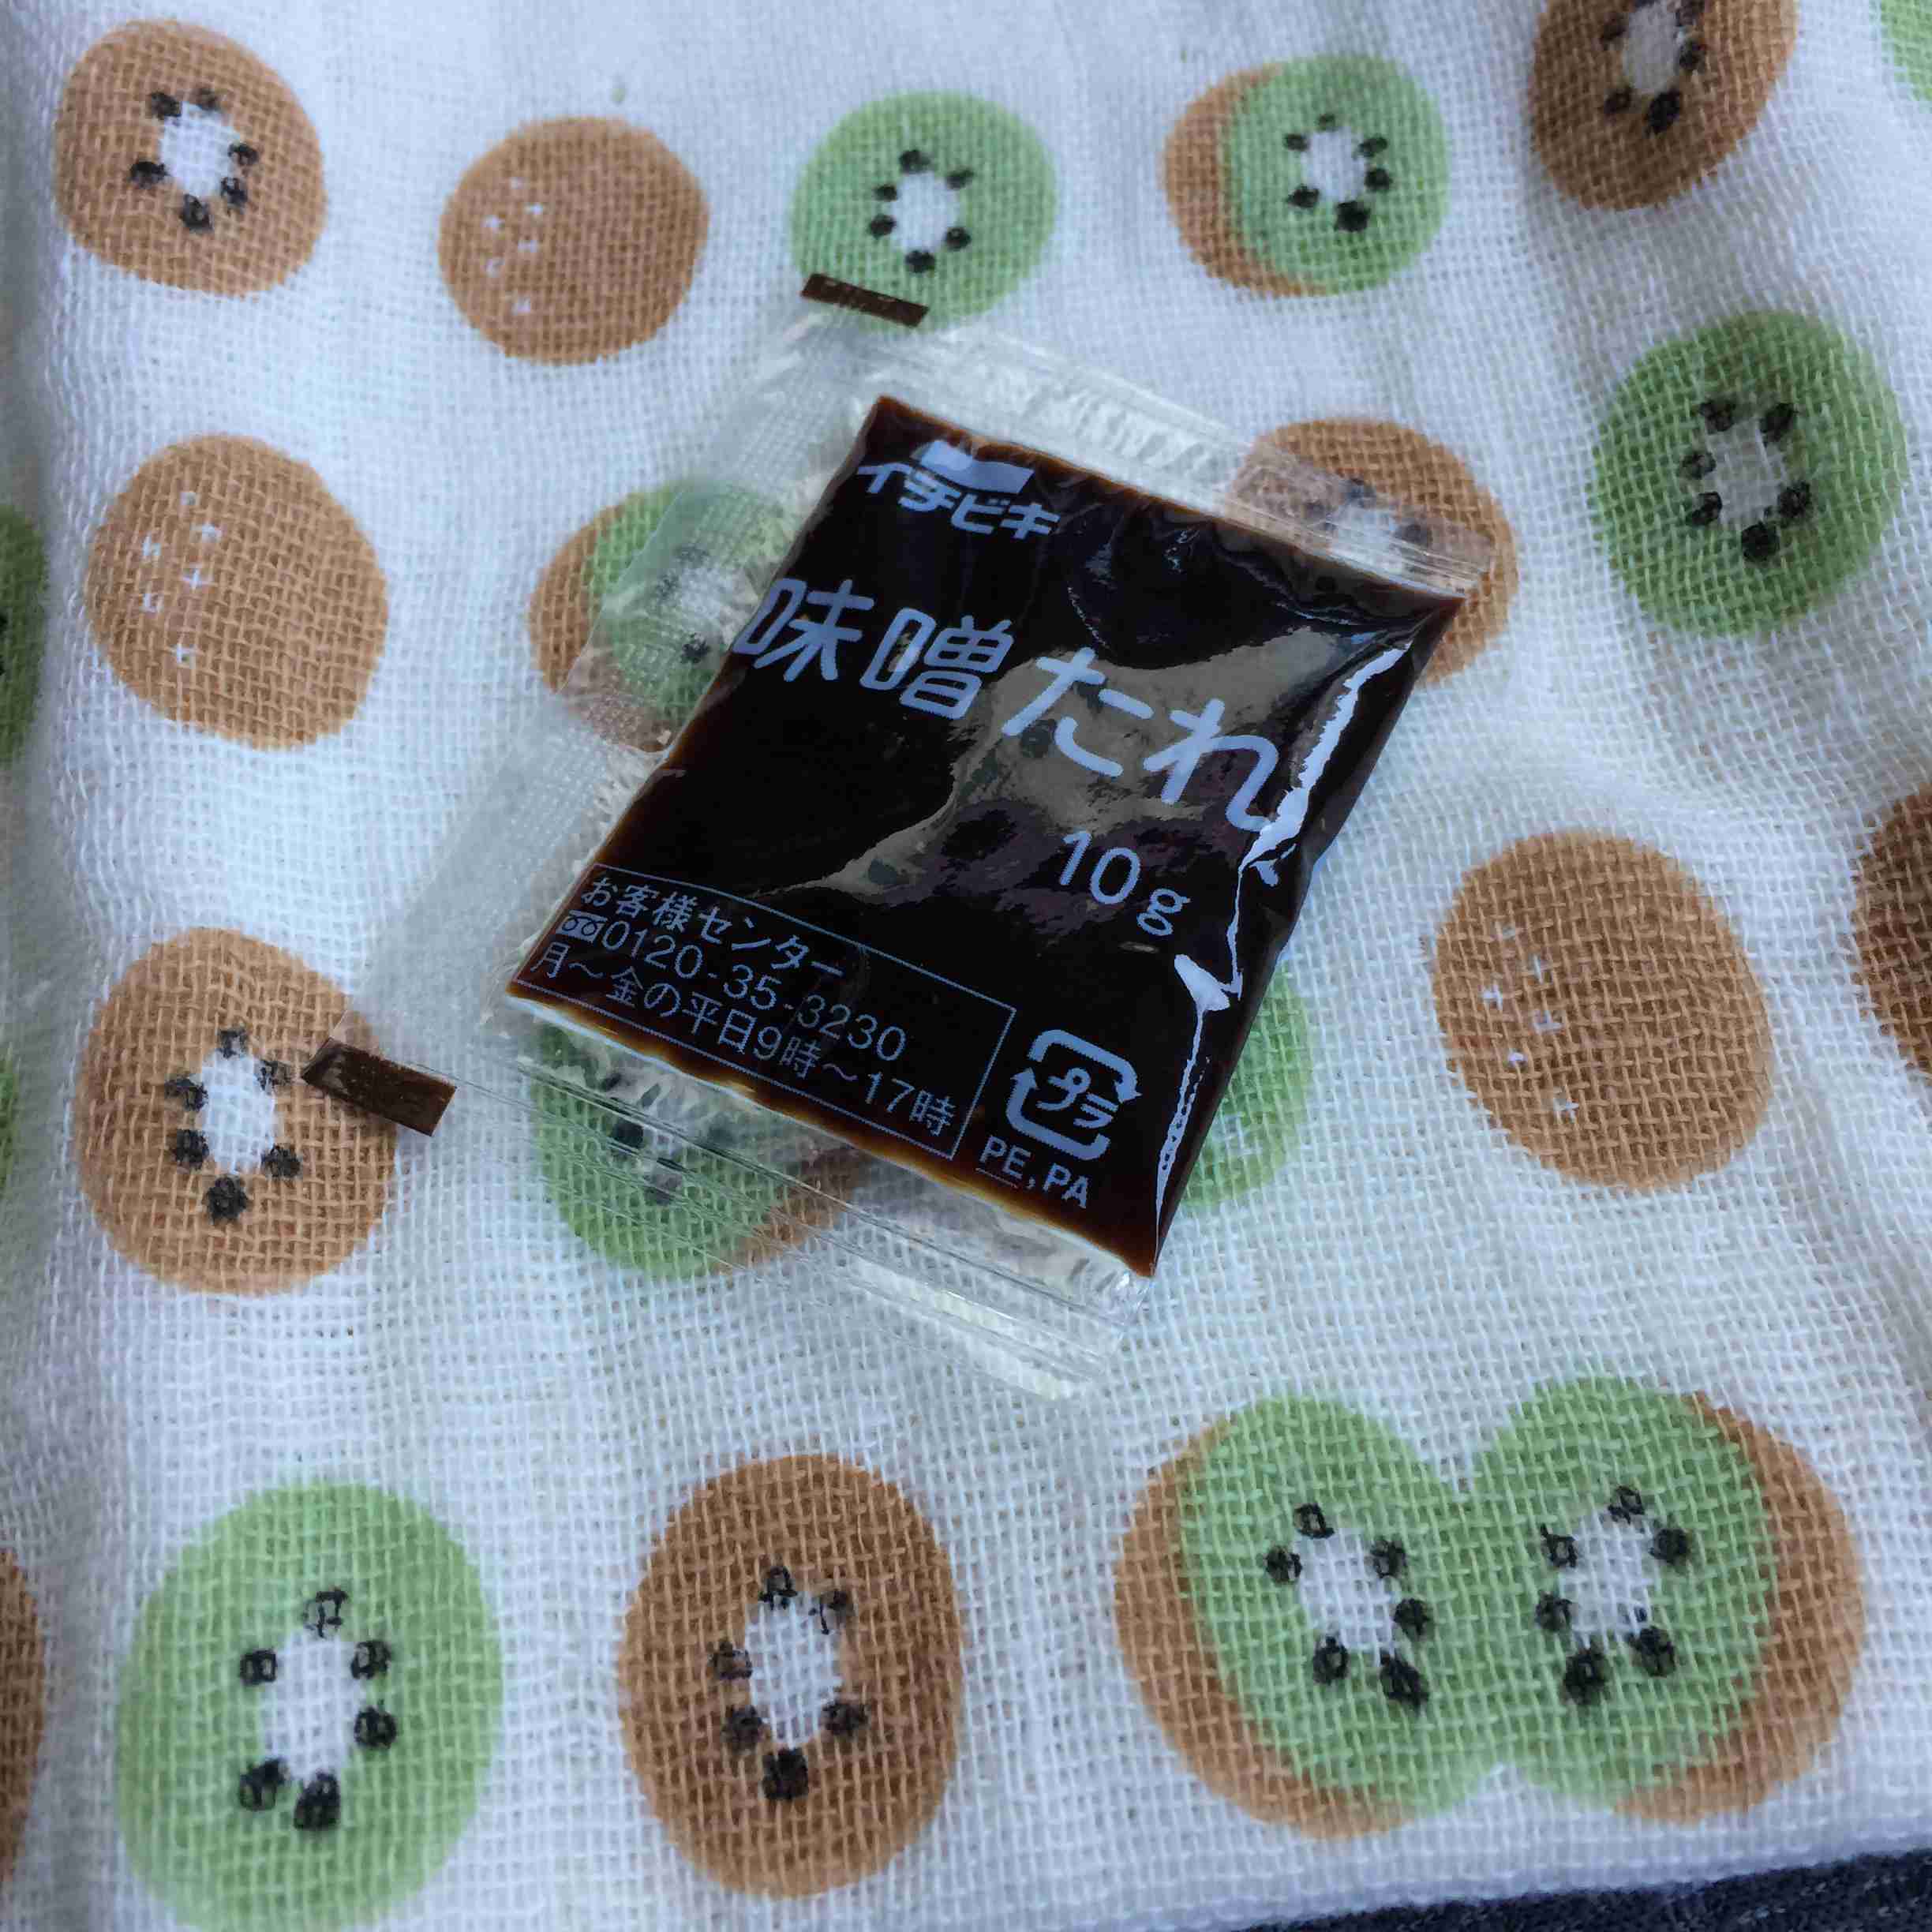 イチビキ
味噌たれ
10g
お客様センター
0120-35-3230
月～金の平日9時～17時
プラ
PE,PA